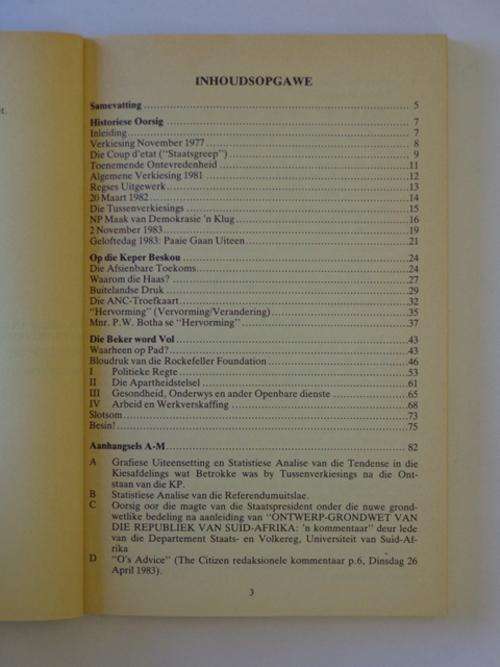 t.
INHOUDSOPGAWE
Samevatting 5
Historiese Oorsig 7
Inleiding 7
Verkiesing November 1977 8
Die Coup d'etat ("Staatsgreep") 9
Toenemende Ontevredenheid 11
Algemene Verkiesing 1981 12
Regses Uitgewerk 13
20 Maart 1982 14
Die Tussenverkiesings 15
NP Maak van Demokrasie 'n Klug 16
2 November 1983 19
Geloftedag 1983: Paaie Gaan Uiteen 21
Op die Keper Beskou 24
Die Afsienbare Toekoms 24
Waarom die Haas? 27
Buitelandse Druk 29
Die ANC-Troefkaart 32
"Hervorming" (Vervorming/Verandering) 35
Mnr. P.W. Botha se "Hervorming" 37
Die Beker word Vol 43
Waarheen op Pad? 43
Bloudruk van die Rockefeller Foundation 46
I Politieke Regte 53
II Die Apartheidstelsel 61
III Gesondheid, Onderwys en ander Openbare dienste 65
IV Arbeid en Werkverskaffing 68
Slotsom 73
Besin! 75
Aanhangsels A-M 82
A Grafiese Uiteensetting en Statistiese Analise van die Tendense in die
Kiesafdelings wat Betrokke was by Tussenverkiesings na die Ont-
staan van die KP.
B Statistiese Analise van die Referendumuitslae.
C Oorsig oor die magte van die Staatspresident onder die nuwe grond-
wetlike bedeling na aanleiding van "ONTWERP-GRONDWET VAN
DIE REPUBLIEK VAN SUID-AFRIKA: 'n kommentaar" deur lede
van die Departement Staats- en Volkereg, Universiteit van Suid-Af-
rika
D "O's Advice" (The Citizen redaksionele kommentaar p.6, Dinsdag 26
April 1983).
3